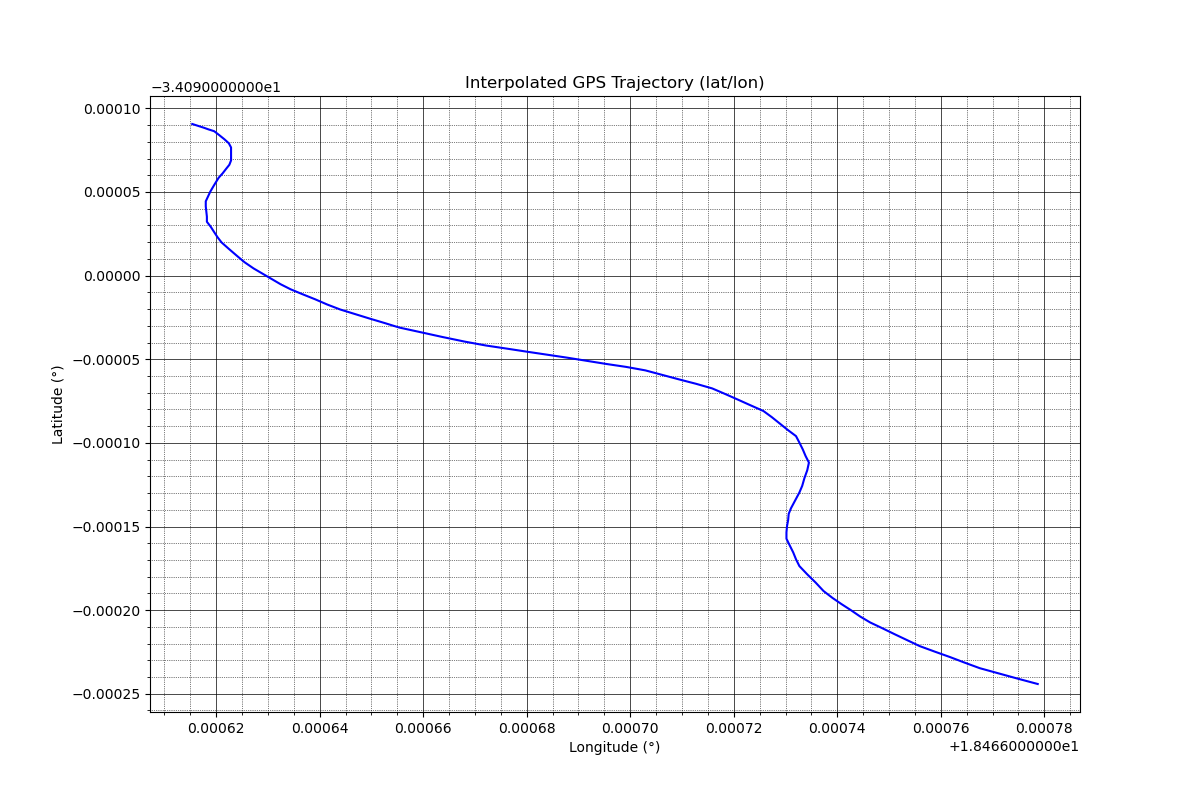 Interpolated GPS Trajectory (lat/lon)
−3.4090000000e1
0.00010
0.00005
0.00000
−0.00005
−0.00010
−0.00015
−0.00020
−0.00025
Latitude (°)
0.00062 0.00064 0.00066 0.00068 0.00070 0.00072 0.00074 0.00076 0.00078
Longitude (°)
+1.8466000000e1